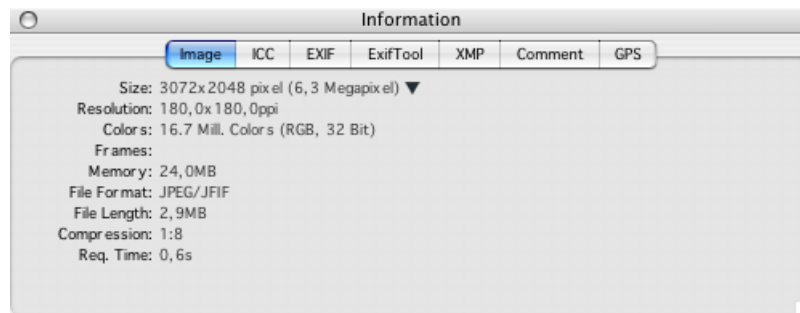 Information
Image ICC EXIF ExifTool XMP Comment GPS
Size: 3072x2048 pixel (6,3 Megapixel) ▼
Resolution: 180,0x180,0ppi
Colors: 16.7 Mill. Colors (RGB, 32 Bit)
Frames:
Memory: 24,0MB
File Format: JPEG/JFIF
File Length: 2,9MB
Compression: 1:8
Req. Time: 0,6s